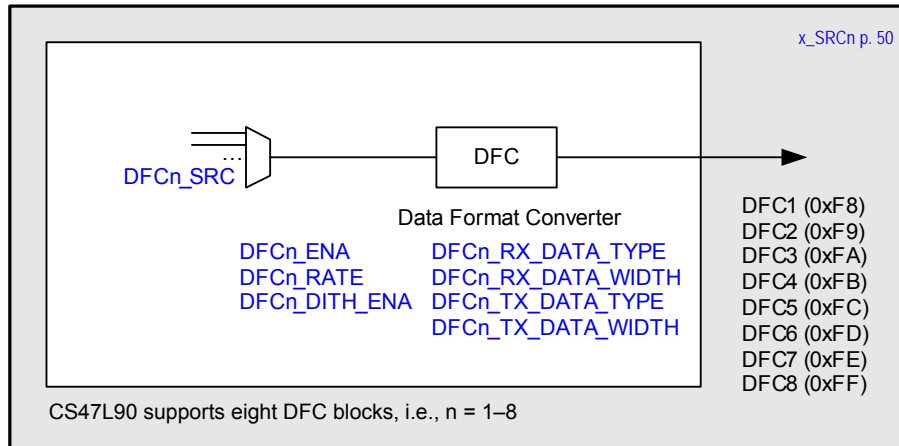 x_SRCn p. 50
...
DFCn_SRC
DFC
Data Format Converter
DFCn_ENA
DFCn_RATE
DFCn_DITH_ENA
DFCn_RX_DATA_TYPE
DFCn_RX_DATA_WIDTH
DFCn_TX_DATA_TYPE
DFCn_TX_DATA_WIDTH
DFC1 (0xF8)
DFC2 (0xF9)
DFC3 (0xFA)
DFC4 (0xFB)
DFC5 (0xFC)
DFC6 (0xFD)
DFC7 (0xFE)
DFC8 (0xFF)
CS47L90 supports eight DFC blocks, i.e., n = 1–8